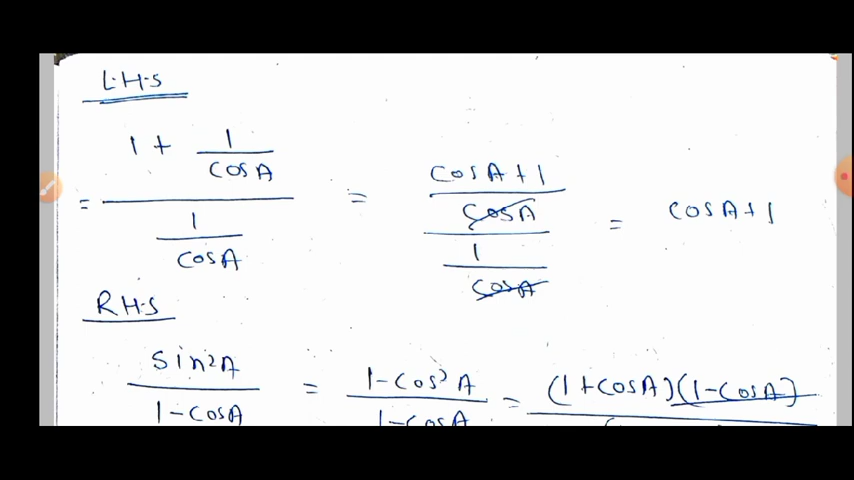 L.H.S
= (1 + 1/cosA)/(1/cosA) = ((cosA+1)/cosA)/(1/cosA) = cosA+1
R.H.S
sin²A/(1-cosA) = (1-cos²A)/(1-cosA) = (1+cosA)(1-cosA)